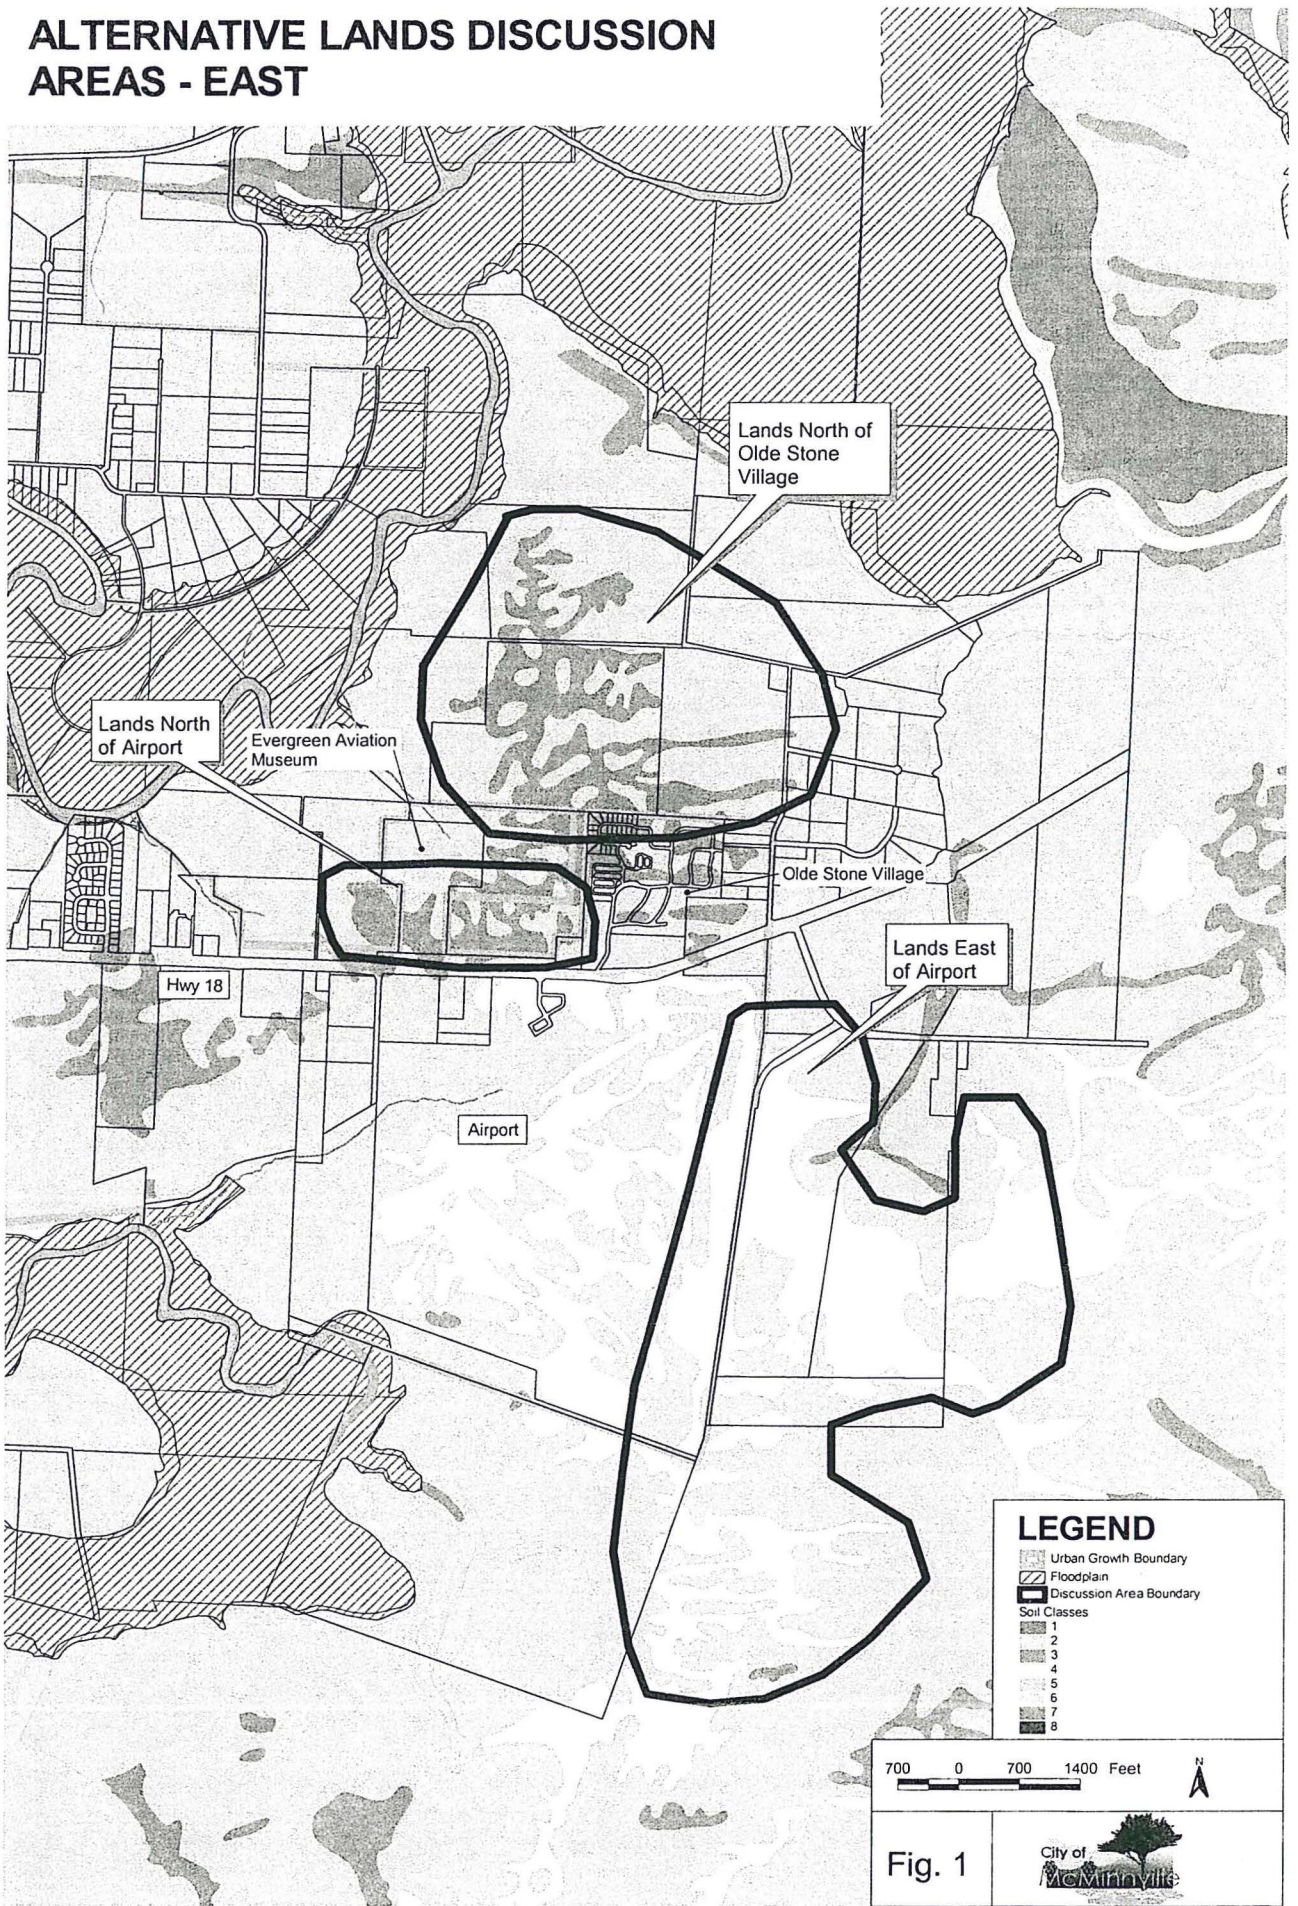 ALTERNATIVE LANDS DISCUSSION
AREAS - EAST
Lands North of
Olde Stone
Village
Lands North
of Airport
Evergreen Aviation
Museum
Olde Stone Village
Lands East
of Airport
Hwy 18
Airport
LEGEND
Urban Growth Boundary
Floodplain
Discussion Area Boundary
Soil Classes
1
2
3
4
5
6
7
8
700 0 700 1400 Feet
N
Fig. 1
City of
McMinnville